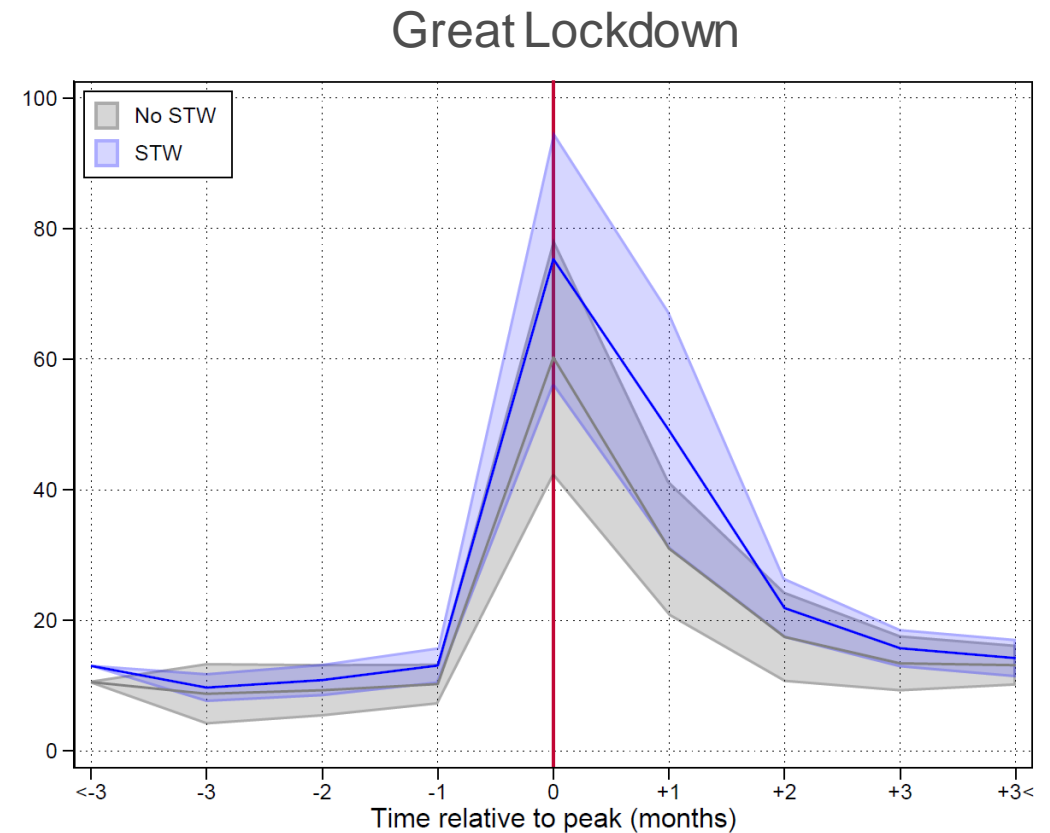 Great Lockdown
No STW
STW
100
80
60
40
20
0
<-3 -3 -2 -1 0 +1 +2 +3 +3<
Time relative to peak (months)